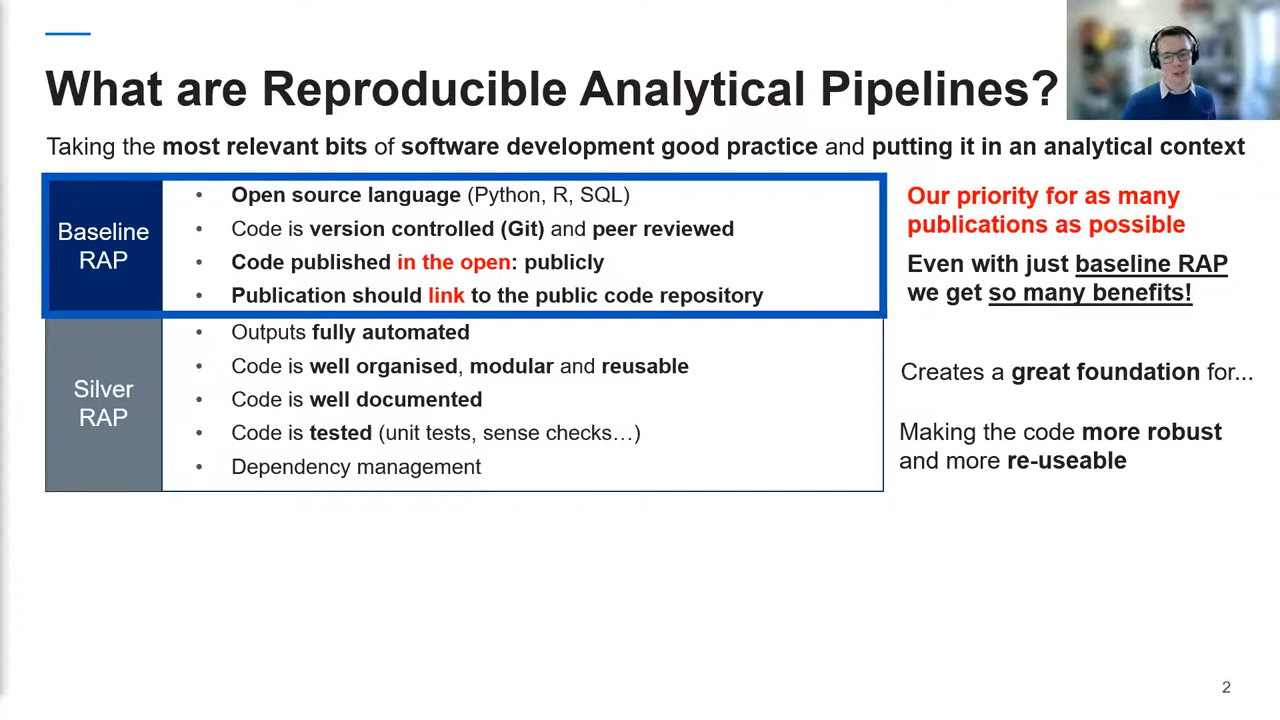 What are Reproducible Analytical Pipelines?
Taking the most relevant bits of software development good practice and putting it in an analytical context
Baseline
RAP
• Open source language (Python, R, SQL)
• Code is version controlled (Git) and peer reviewed
• Code published in the open: publicly
• Publication should link to the public code repository
Our priority for as many
publications as possible
Even with just baseline RAP
we get so many benefits!
Silver
RAP
• Outputs fully automated
• Code is well organised, modular and reusable
• Code is well documented
• Code is tested (unit tests, sense checks…)
• Dependency management
Creates a great foundation for...
Making the code more robust
and more re-useable
2